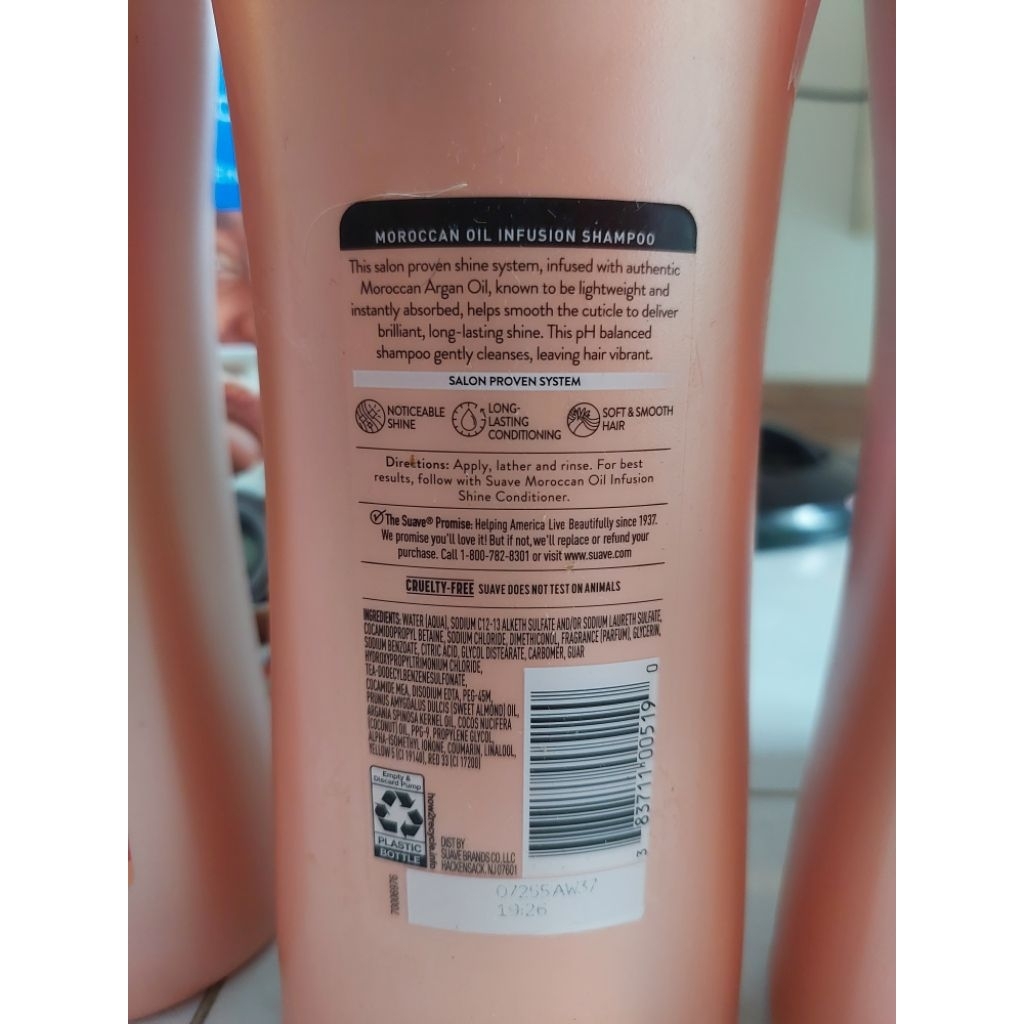 MOROCCAN OIL INFUSION SHAMPOO
This salon proven shine system, infused with authentic
Moroccan Argan Oil, known to be lightweight and
instantly absorbed, helps smooth the cuticle to deliver
brilliant, long-lasting shine. This pH balanced
shampoo gently cleanses, leaving hair vibrant.
SALON PROVEN SYSTEM
NOTICEABLE
SHINE
LONG-
LASTING
CONDITIONING
SOFT & SMOOTH
HAIR
Directions: Apply, lather and rinse. For best
results, follow with Suave Moroccan Oil Infusion
Shine Conditioner.
The Suave® Promise: Helping America Live Beautifully since 1937.
We promise you'll love it! But if not, we'll replace or refund your
purchase. Call 1-800-782-8301 or visit www.suave.com
CRUELTY-FREE SUAVE DOES NOT TEST ON ANIMALS
INGREDIENTS: WATER (AQUA), SODIUM C12-13 ALKETH SULFATE AND/OR SODIUM LAURETH SULFATE,
COCAMIDOPROPYL BETAINE, SODIUM CHLORIDE, DIMETHICONOL, FRAGRANCE (PARFUM), GLYCERIN,
SODIUM BENZOATE, CITRIC ACID, GLYCOL DISTEARATE, CARBOMER, GUAR
HYDROXYPROPYLTRIMONIUM CHLORIDE,
TEA-DODECYLBENZENESULFONATE,
COCAMIDE MEA, DISODIUM EDTA, PEG-45M,
PRUNUS AMYGDALUS DULCIS (SWEET ALMOND) OIL,
ARGANIA SPINOSA KERNEL OIL, COCOS NUCIFERA
(COCONUT) OIL, PPG-9, PROPYLENE GLYCOL,
ALPHA-ISOMETHYL IONONE, COUMARIN, LINALOOL,
YELLOW 5 (CI 19140), RED 33 (CI 17200)
Empty &
Discard Pump
PLASTIC
BOTTLE
how2recycle.info
DIST BY
SUAVE BRANDS CO, LLC
HACKENSACK, NJ 07601
3 83711 00519 0
70006976
07255AW37
19:26